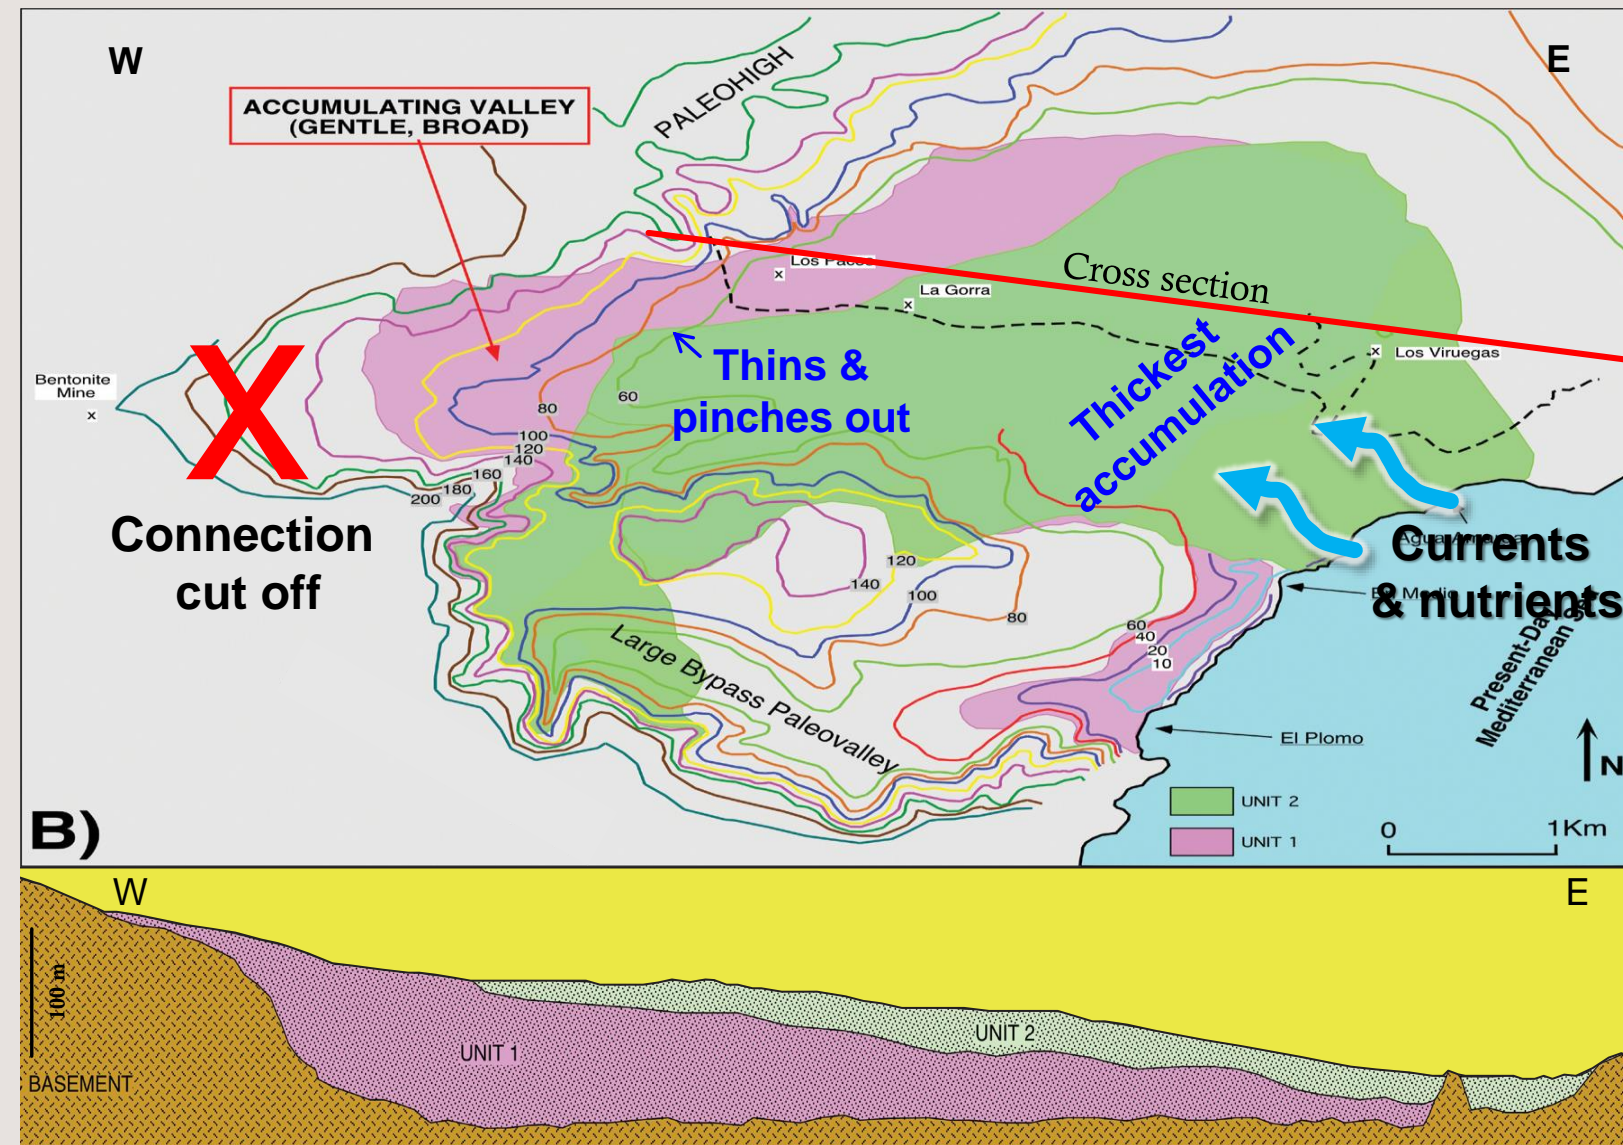 W
E
ACCUMULATING VALLEY
(GENTLE, BROAD)
PALEOHIGH
Los
La Gorra
Cross section
Los Viruegas
Bentonite
Mine
Thins &
pinches out
Thickest
accumulation
X
60
80
100
120
140
160
180
200
Connection
cut off
120
140
100
80
60
40
20
10
Currents
& nutrients
Medio
Present-Day
Mediterranean
Large Bypass Paleovalley
El Plomo
N
UNIT 2
UNIT 1
0
1Km
B)
W
E
100 m
UNIT 2
UNIT 1
BASEMENT